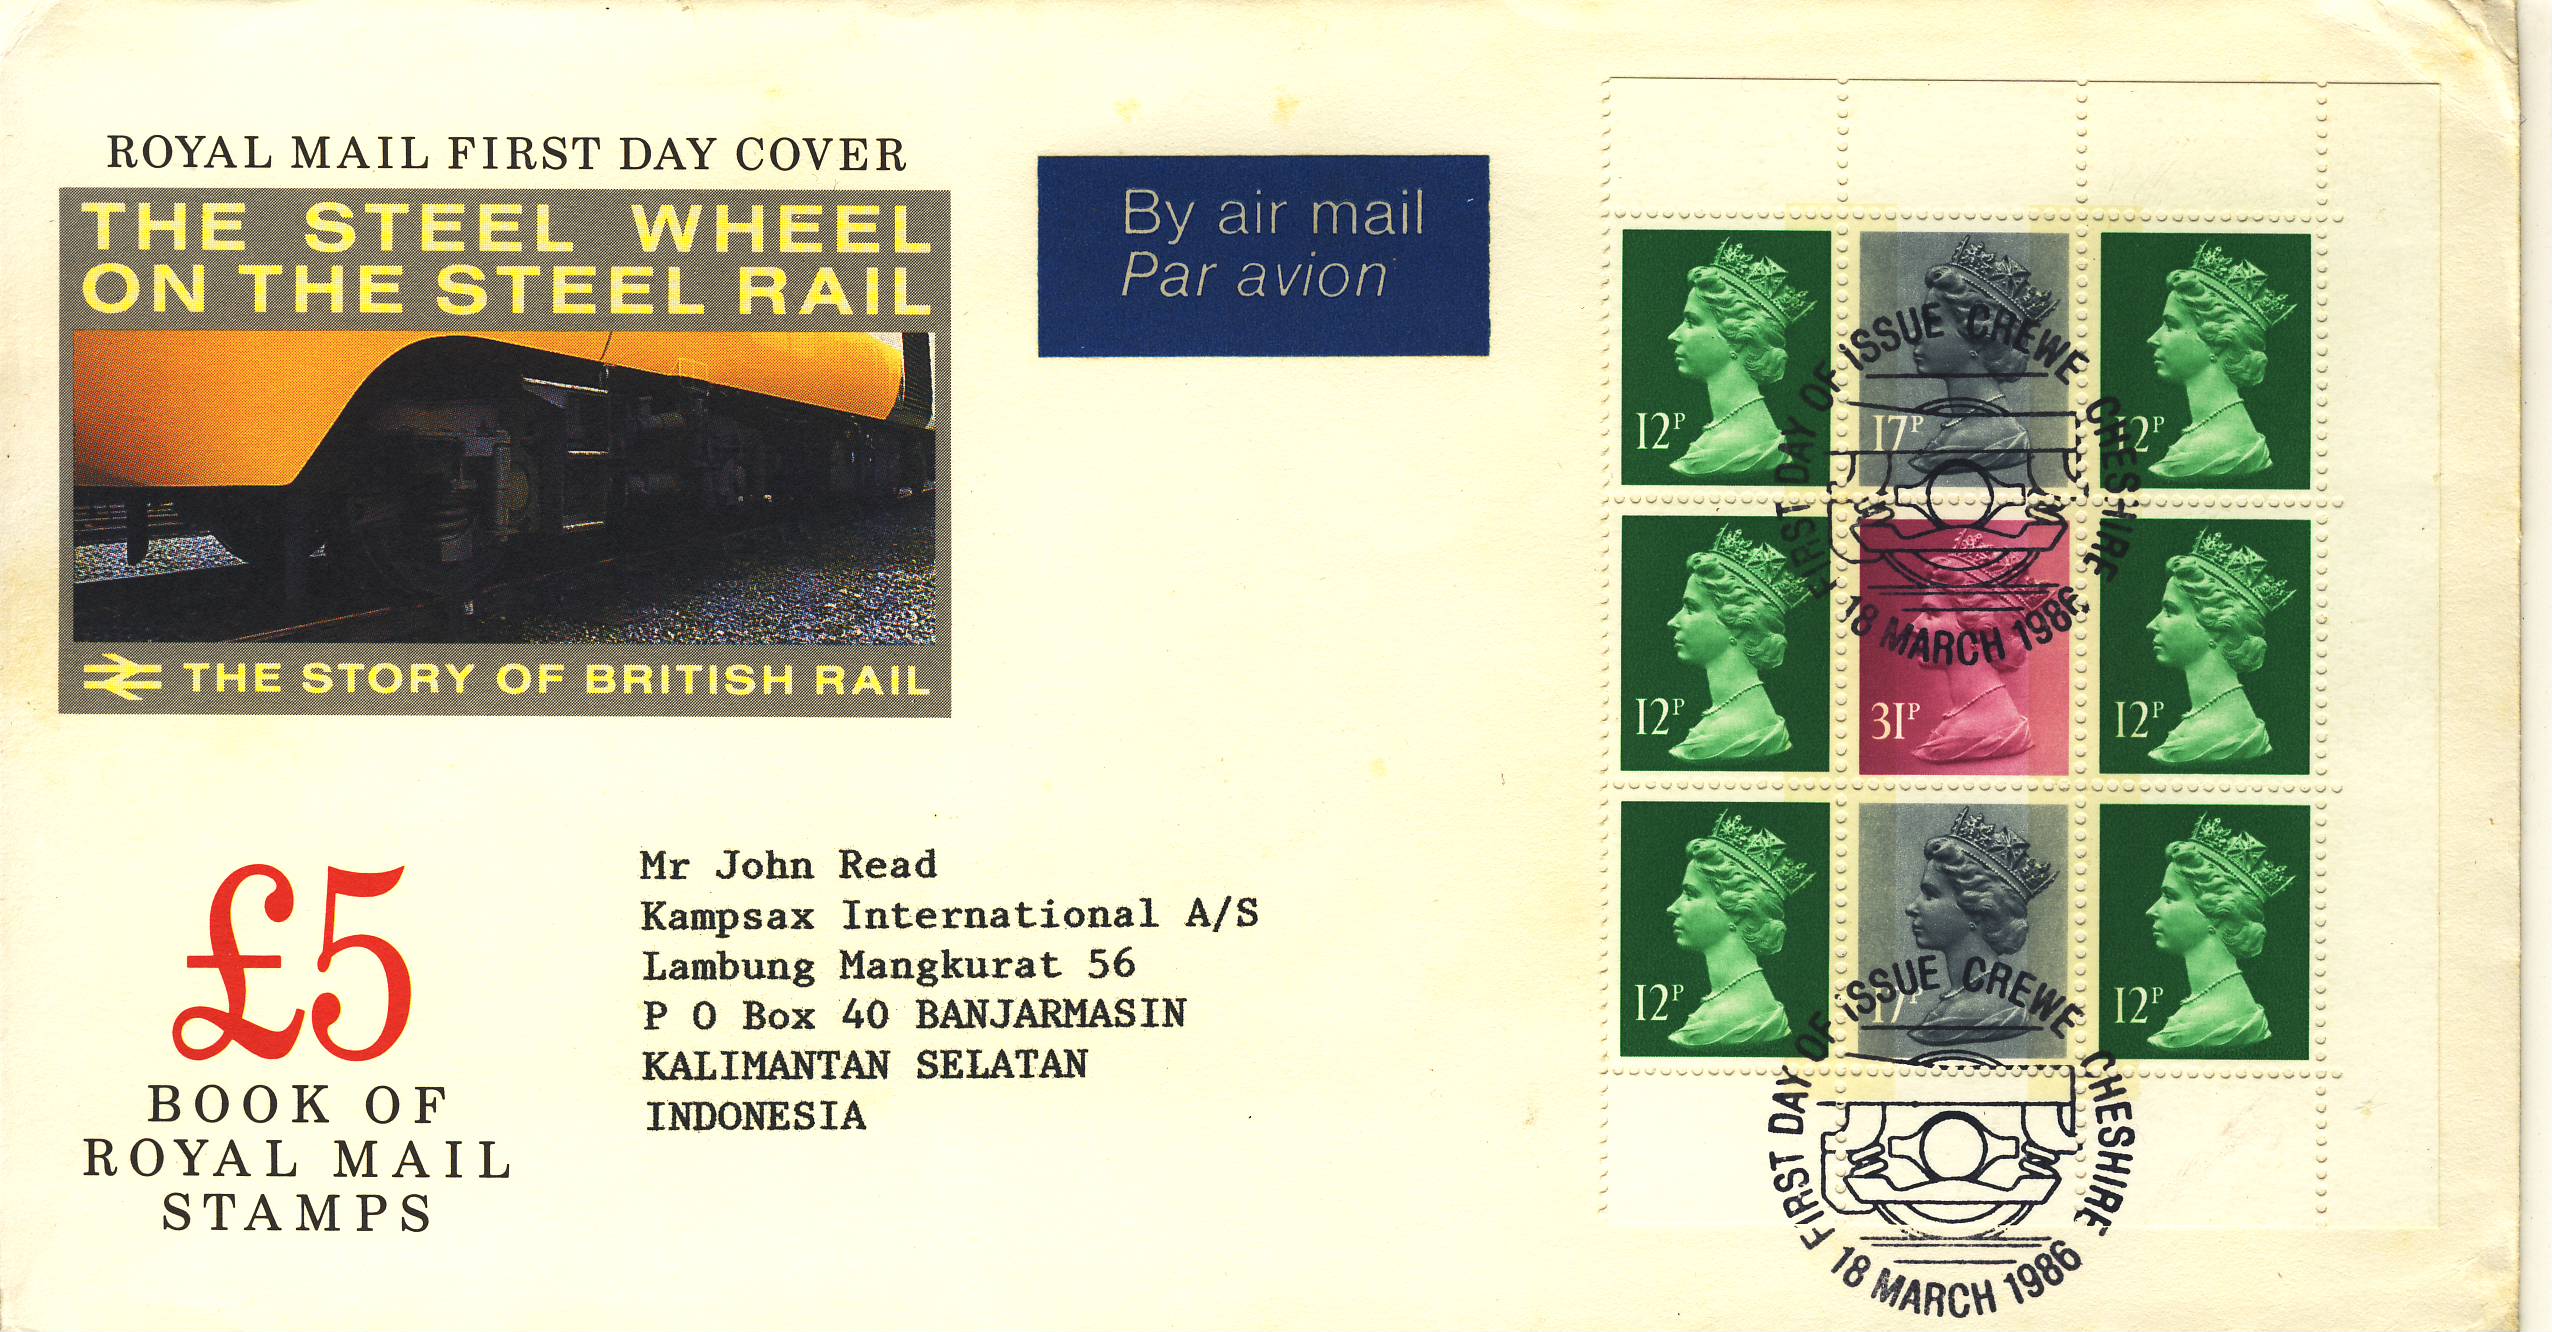 ROYAL MAIL FIRST DAY COVER
THE STEEL WHEEL
ON THE STEEL RAIL
THE STORY OF BRITISH RAIL
By air mail
Par avion
£5
BOOK OF
ROYAL MAIL
STAMPS
Mr John Read
Kampsax International A/S
Lambung Mangkurat 56
P O Box 40 BANJARMASIN
KALIMANTAN SELATAN
INDONESIA
12P
17P
12P
12P
31P
12P
12P
17P
12P
FIRST DAY OF ISSUE CREWE CHESHIRE
18 MARCH 1986
FIRST DAY OF ISSUE CREWE CHESHIRE
18 MARCH 1986